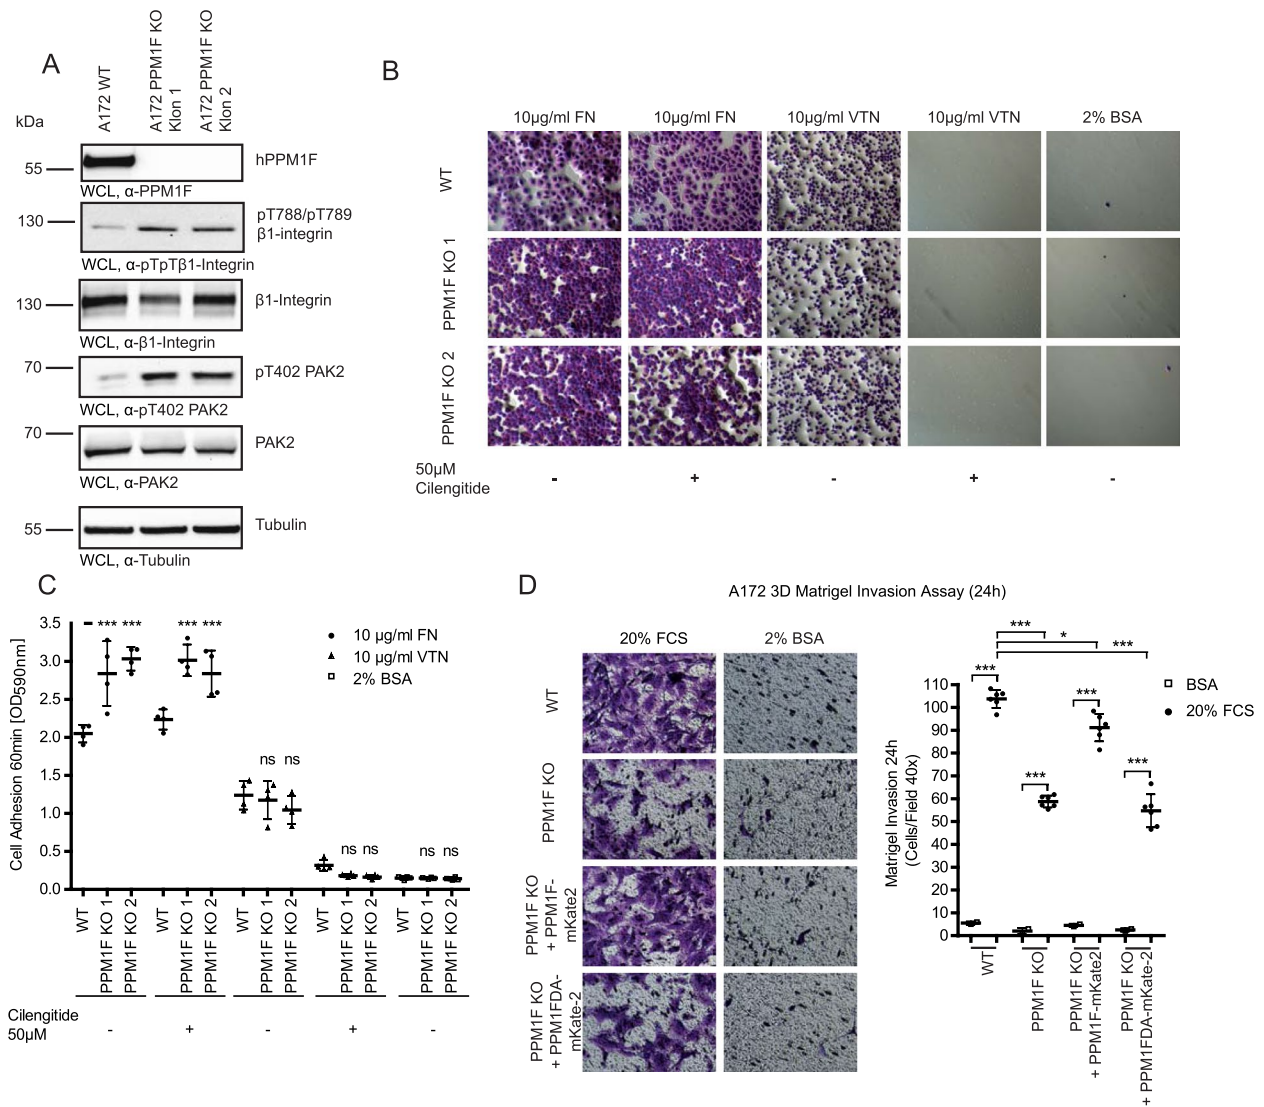 A
kDa
A172 WT
A172 PPM1F KO
Klon 1
A172 PPM1F KO
Klon 2
55
hPPM1F
WCL, α-PPM1F
130
pT788/pT789
β1-integrin
WCL, α-pTpTβ1-Integrin
130
β1-Integrin
WCL, α-β1-Integrin
70
pT402 PAK2
WCL, α-pT402 PAK2
70
PAK2
WCL, α-PAK2
55
Tubulin
WCL, α-Tubulin
B
10µg/ml FN
10µg/ml FN
10µg/ml VTN
10µg/ml VTN
2% BSA
WT
PPM1F KO 1
PPM1F KO 2
50µM
Cilengitide
- + - + -
C
Cell Adhesion 60min [OD590nm]
3.5
3.0
2.5
2.0
1.5
1.0
0.5
0.0
*** *** *** ***
ns ns
ns ns ns ns
10 µg/ml FN
10 µg/ml VTN
2% BSA
WT
PPM1F KO 1
PPM1F KO 2
WT
PPM1F KO 1
PPM1F KO 2
WT
PPM1F KO 1
PPM1F KO 2
WT
PPM1F KO 1
PPM1F KO 2
WT
PPM1F KO 1
PPM1F KO 2
Cilengitide
50µM
- + - + -
D
A172 3D Matrigel Invasion Assay (24h)
20% FCS
2% BSA
WT
PPM1F KO
PPM1F KO
+ PPM1F-
mKate2
PPM1F KO
+ PPM1FDA-
mKate-2
***
*
***
***
***
***
***
BSA
20% FCS
Matrigel Invasion 24h
(Cells/Field 40x)
110
100
90
80
70
60
50
40
30
20
10
0
WT
PPM1F KO
PPM1F KO
+ PPM1F-mKate2
PPM1F KO
+ PPM1FDA-mKate-2